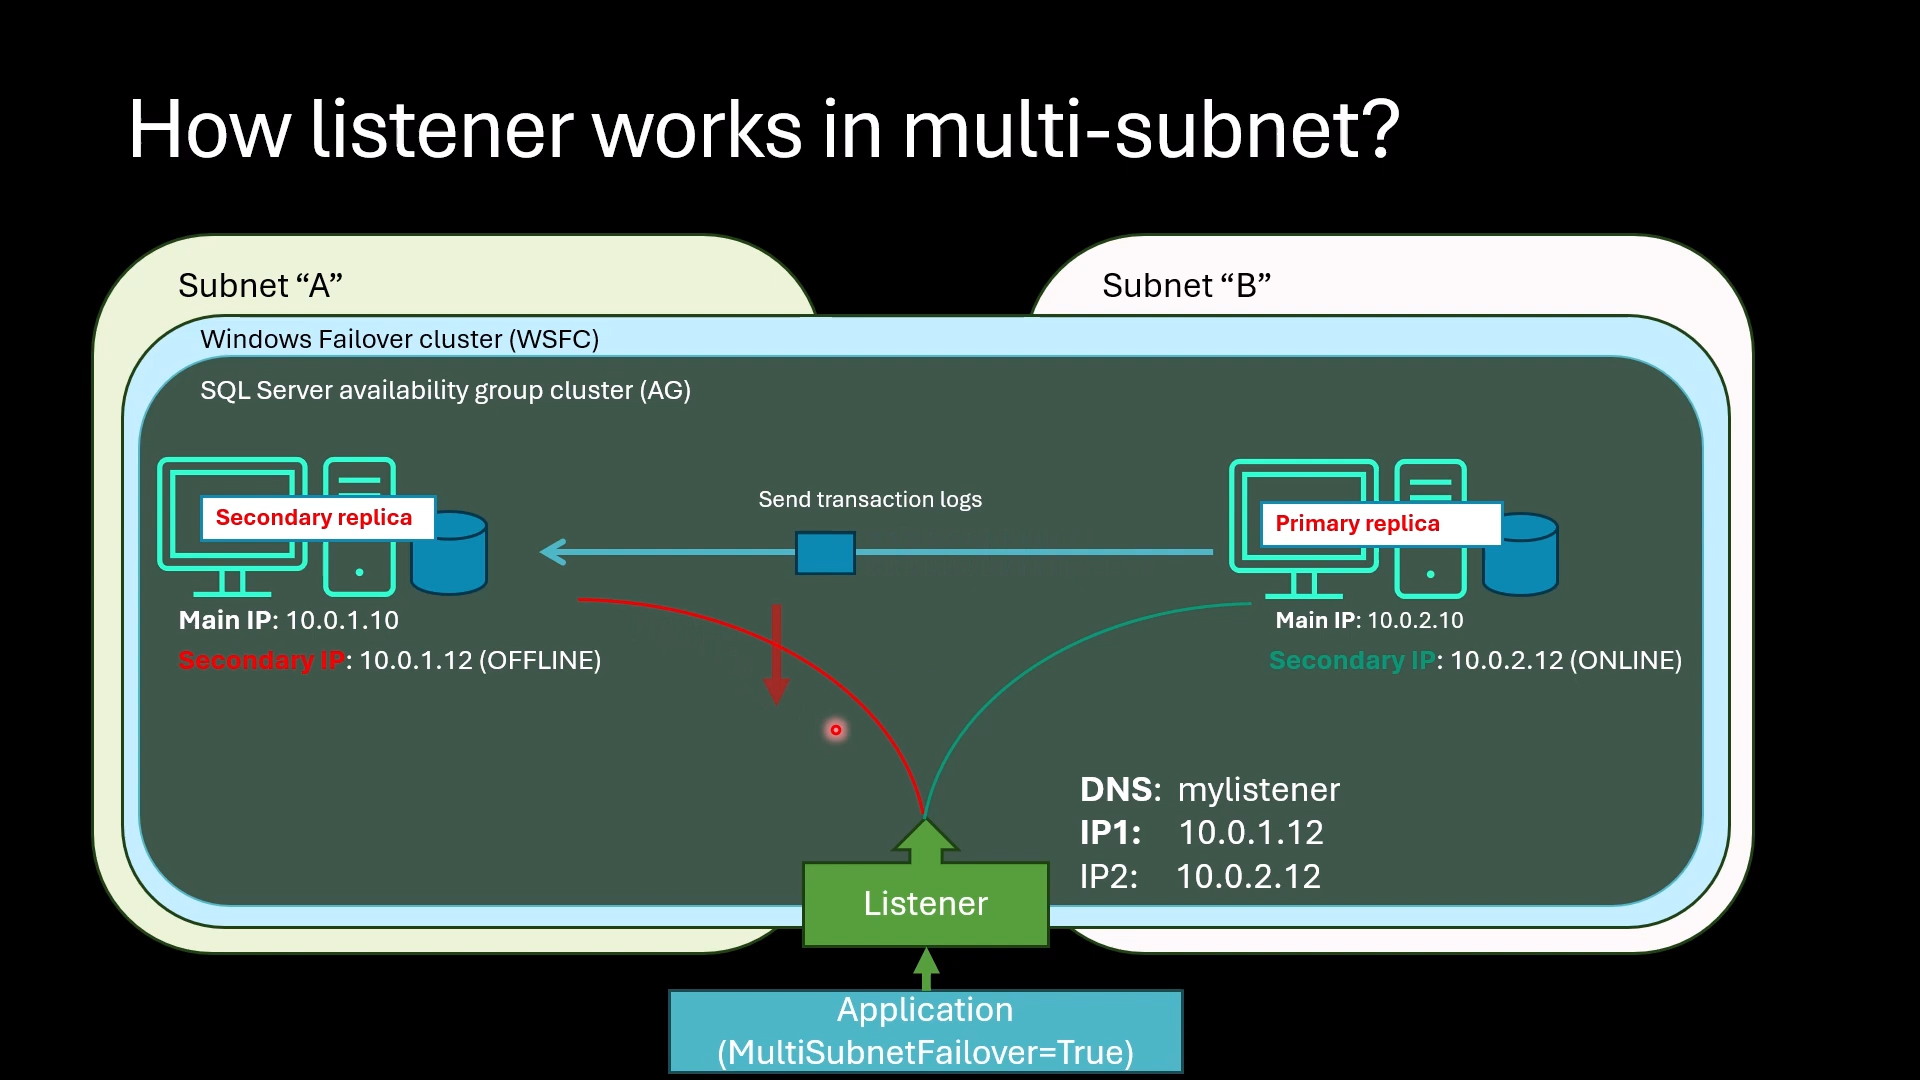 How listener works in multi-subnet?
Subnet “A”
Subnet “B”
Windows Failover cluster (WSFC)
SQL Server availability group cluster (AG)
Send transaction logs
Secondary replica
Primary replica
Main IP: 10.0.1.10
Secondary IP: 10.0.1.12 (OFFLINE)
Main IP: 10.0.2.10
Secondary IP: 10.0.2.12 (ONLINE)
DNS: mylistener
IP1: 10.0.1.12
IP2: 10.0.2.12
Listener
Application
(MultiSubnetFailover=True)